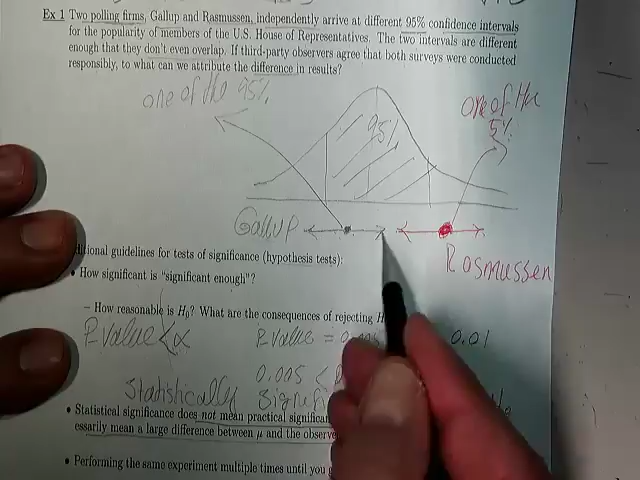 Ex 1 Two polling firms, Gallup and Rasmussen, independently arrive at different 95% confidence intervals
for the popularity of members of the U.S. House of Representatives. The two intervals are different
enough that they don't even overlap. If third-party observers agree that both surveys were conducted
responsibly, to what can we attribute the difference in results?
one of the 95%
one of the
5%
95%
Gallup
Rasmussen
itional guidelines for tests of significance (hypothesis tests):
• How significant is "significant enough"?
– How reasonable is H₀? What are the consequences of rejecting H
P value < α
P value = 0.005
0.01
0.005 <
Statistically Signif
• Statistical significance does not mean practical significan
essarily mean a large difference between μ and the observe
• Performing the same experiment multiple times until you g